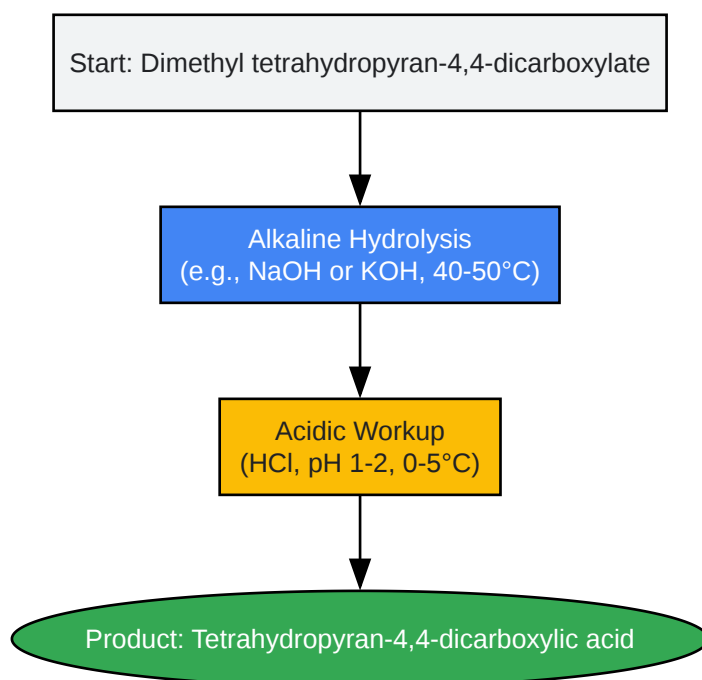 Start: Dimethyl tetrahydropyran-4,4-dicarboxylate
Alkaline Hydrolysis
(e.g., NaOH or KOH, 40-50°C)
Acidic Workup
(HCl, pH 1-2, 0-5°C)
Product: Tetrahydropyran-4,4-dicarboxylic acid